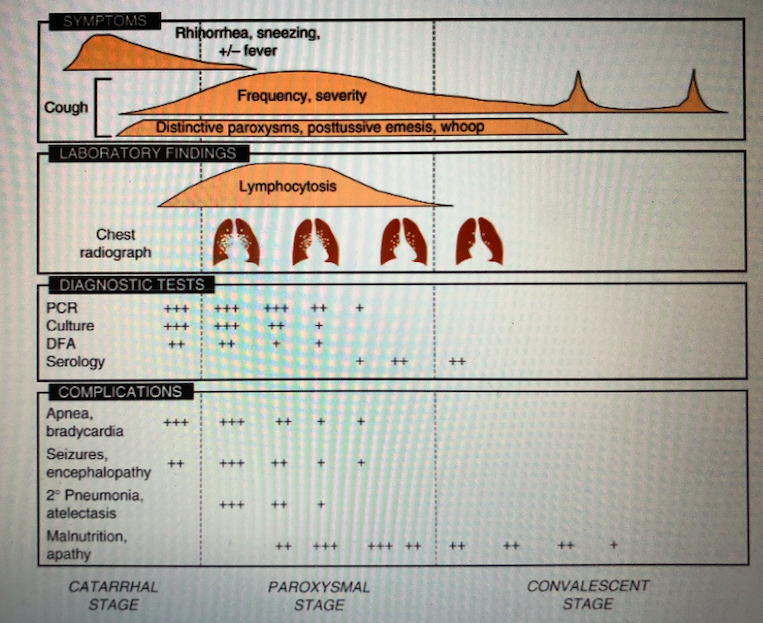 SYMPTOMS
Rhinorrhea, sneezing,
+/– fever
Cough
Frequency, severity
Distinctive paroxysms, posttussive emesis, whoop
LABORATORY FINDINGS
Lymphocytosis
Chest
radiograph
DIAGNOSTIC TESTS
PCR +++ +++ +++ ++ +
Culture +++ +++ ++ +
DFA ++ ++ + +
Serology + ++ ++
COMPLICATIONS
Apnea,
bradycardia +++ +++ ++ + +
Seizures,
encephalopathy ++ +++ ++ + +
2° Pneumonia,
atelectasis +++ ++ +
Malnutrition,
apathy ++ +++ +++ ++ ++ ++ ++ +
CATARRHAL
STAGE
PAROXYSMAL
STAGE
CONVALESCENT
STAGE